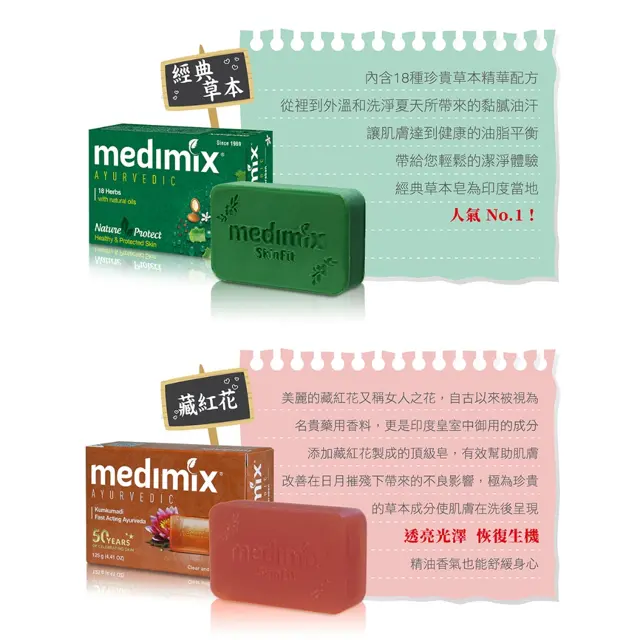 經典
草本
內含18種珍貴草本精華配方
從裡到外溫和洗淨夏天所帶來的黏膩油汗
讓肌膚達到健康的油脂平衡
帶給您輕鬆的潔淨體驗
經典草本皂為印度當地
人氣 No.1！
Since 1969
medimix®
AYURVEDIC
18 Herbs
with natural oils
Nature Protect
Healthy & Protected Skin
medimix
SkinFit
藏紅花
美麗的藏紅花又稱女人之花，自古以來被視為
名貴藥用香料，更是印度皇室中御用的成分
添加藏紅花製成的頂級皂，有效幫助肌膚
改善在日月摧殘下帶來的不良影響，極為珍貴
的草本成分使肌膚在洗後呈現
透亮光澤 恢復生機
精油香氣也能舒緩身心
medimix®
AYURVEDIC
Kumkumadi
Fast Acting Ayurveda
50 YEARS
125 g (4.41 OZ)
Clear and
medimix
SkinFit